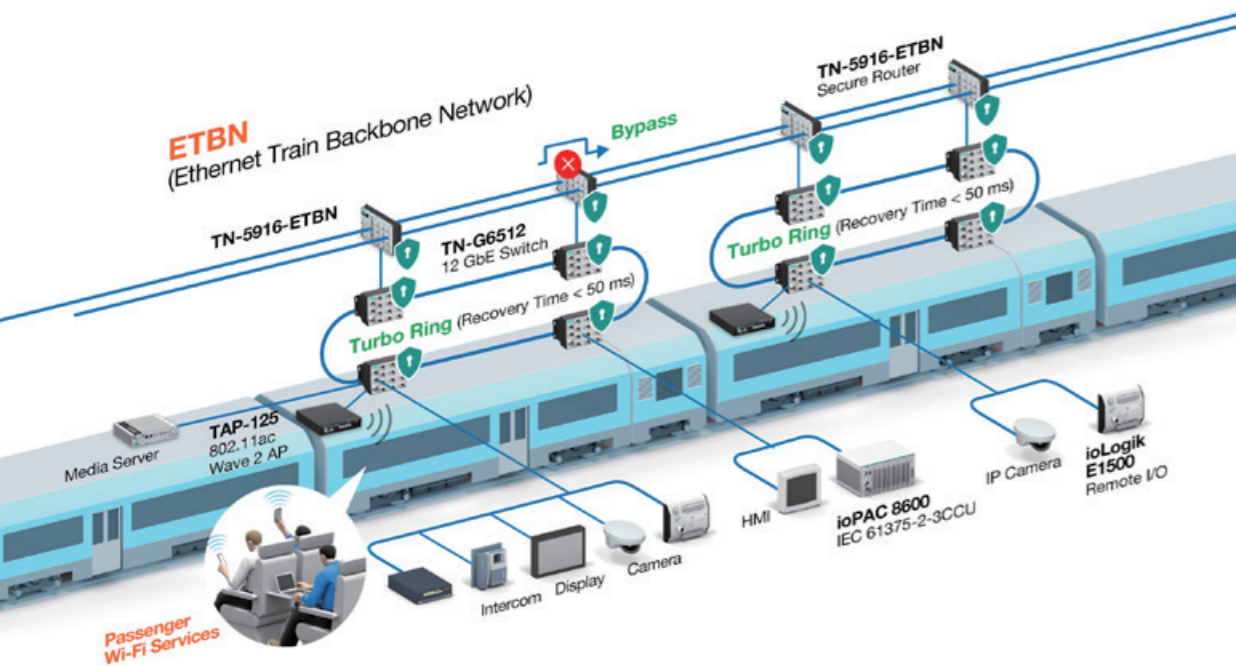 ETBN
(Ethernet Train Backbone Network)
Bypass
TN-5916-ETBN
Secure Router
TN-5916-ETBN
TN-G6512
12 GbE Switch
Turbo Ring (Recovery Time < 50 ms)
Turbo Ring (Recovery Time < 50 ms)
Media Server
TAP-125
802.11ac
Wave 2 AP
Passenger
Wi-Fi Services
Intercom
Display
Camera
HMI
ioPAC 8600
IEC 61375-2-3CCU
IP Camera
ioLogik
E1500
Remote I/O